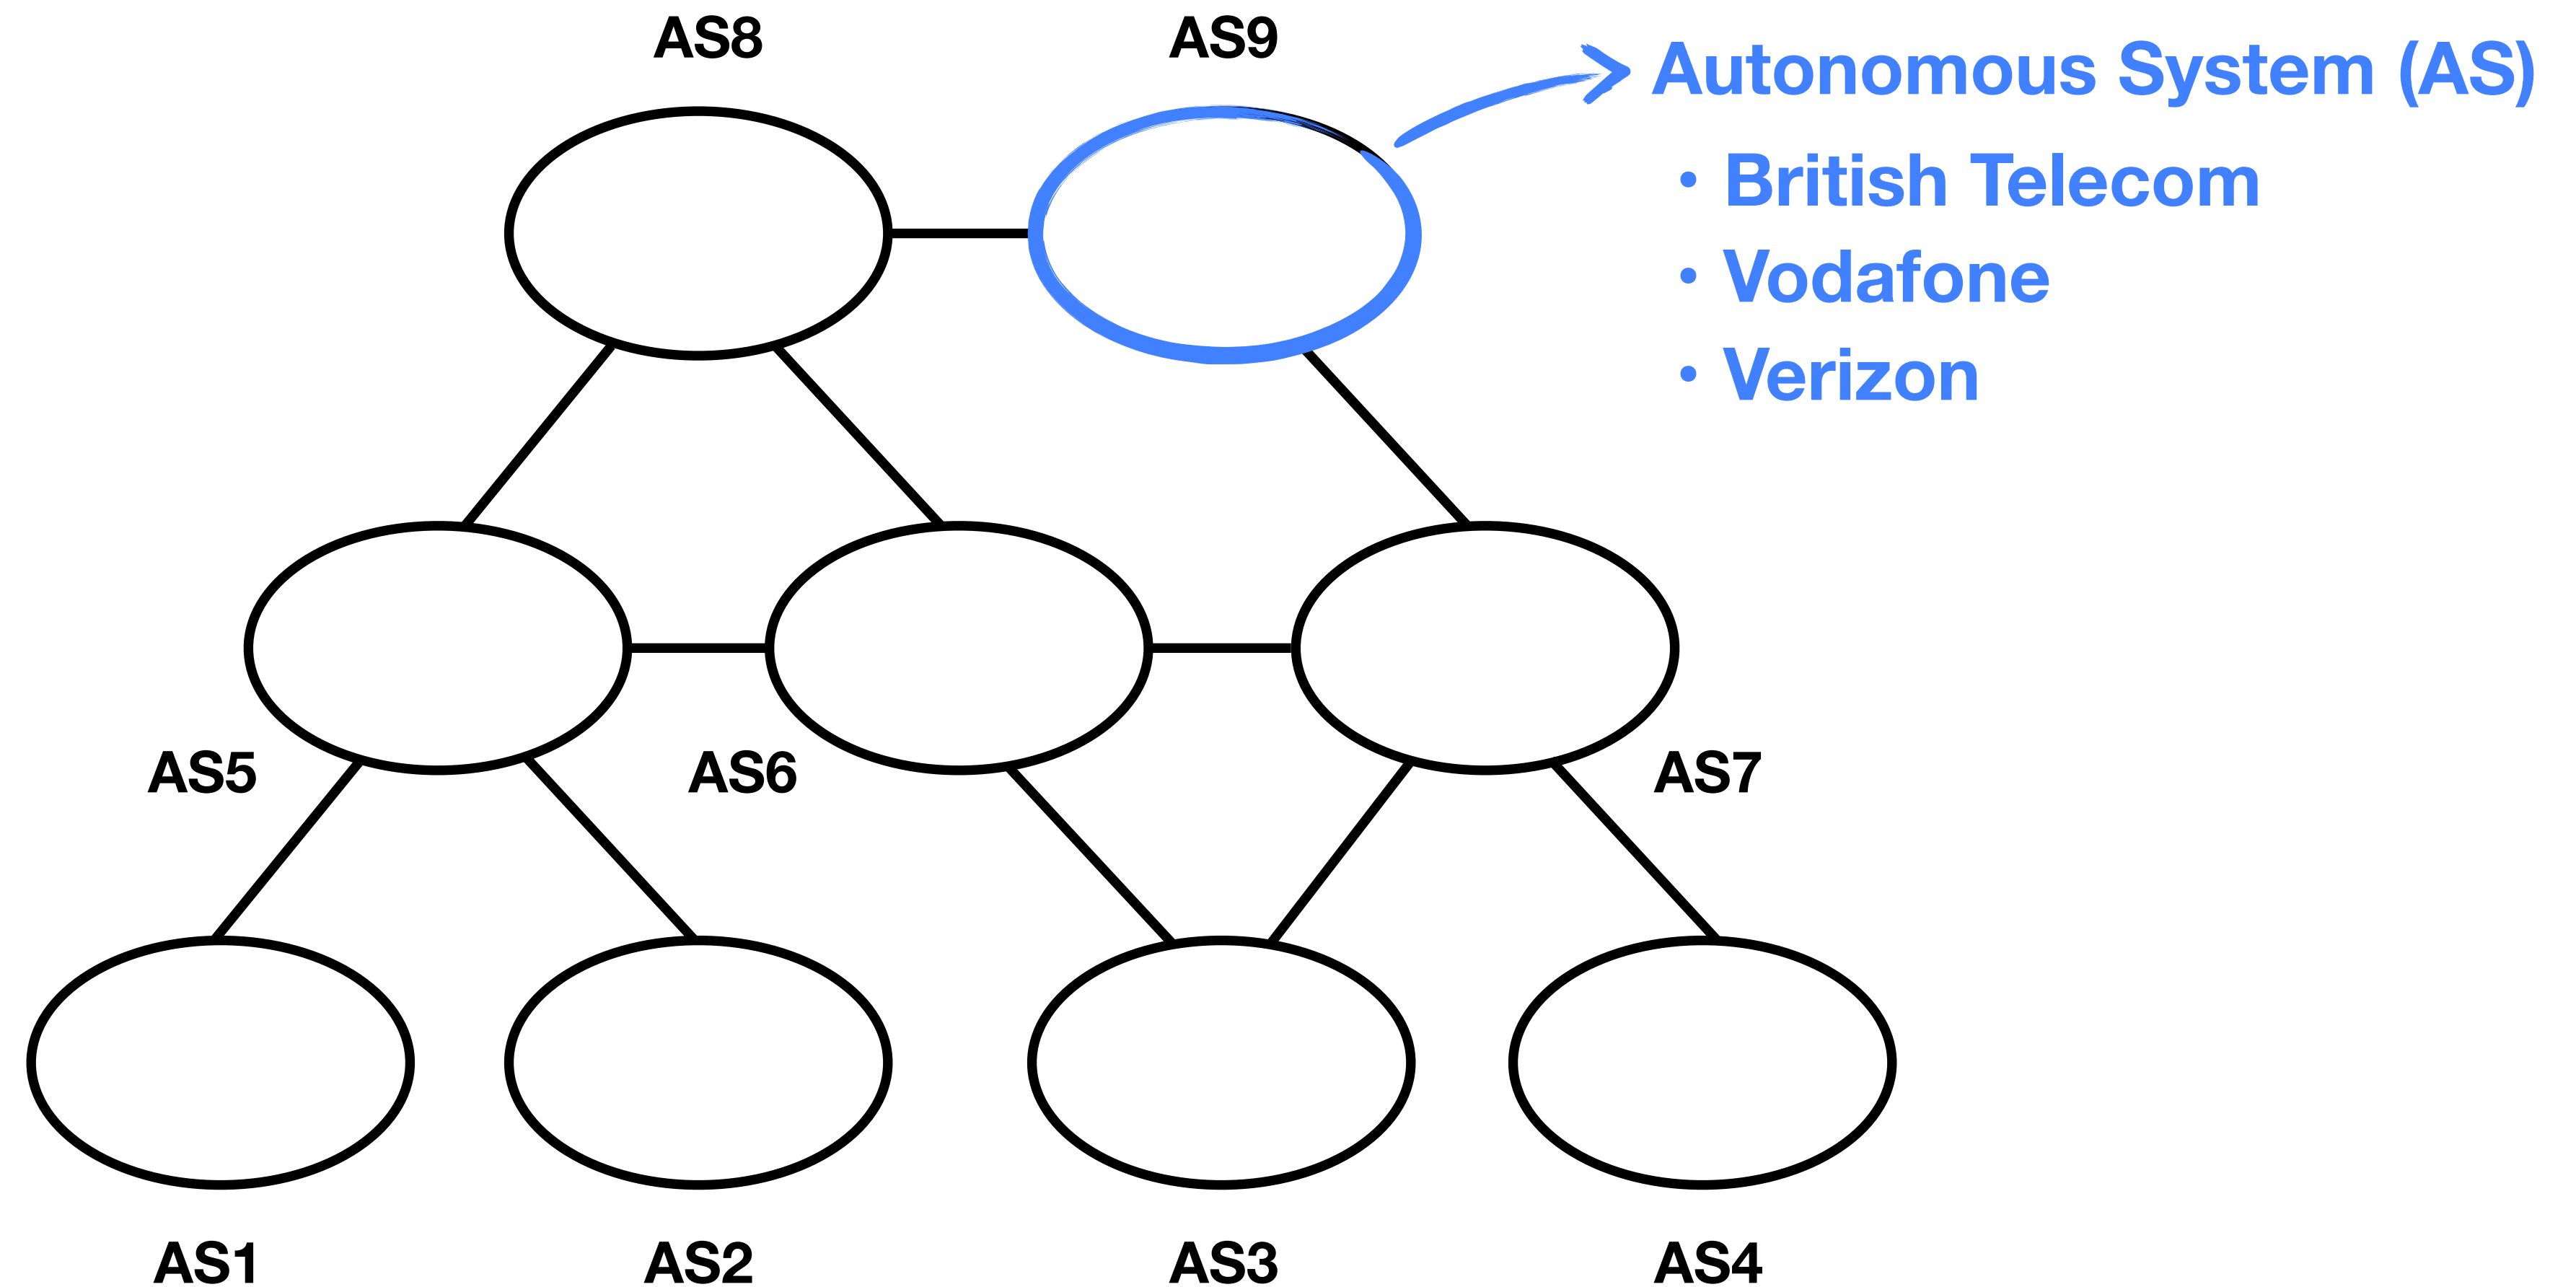 AS8
AS9
Autonomous System (AS)
• British Telecom
• Vodafone
• Verizon
AS5
AS6
AS7
AS1
AS2
AS3
AS4